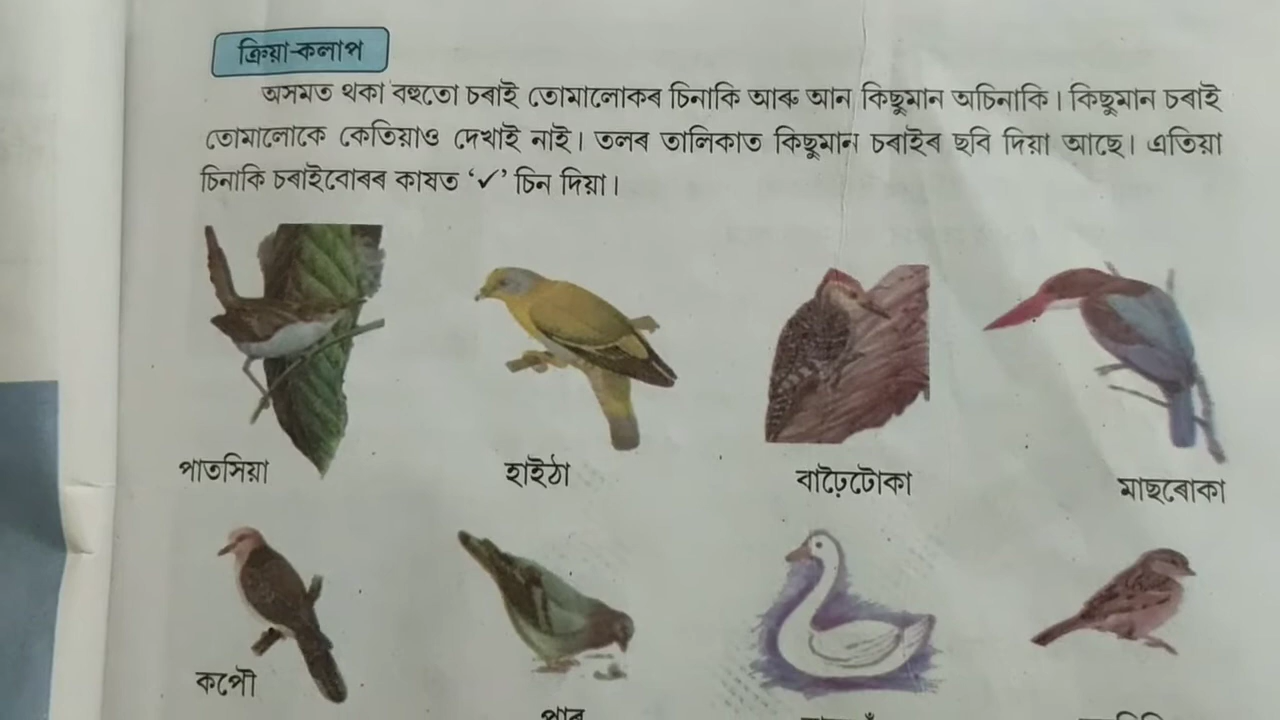 ক্ৰিয়া-কলাপ
অসমত থকা বহুতো চৰাই তোমালোকৰ চিনাকি আৰু আন কিছুমান অচিনাকি। কিছুমান চৰাই
তোমালোকে কেতিয়াও দেখাই নাই। তলৰ তালিকাত কিছুমান চৰাইৰ ছবি দিয়া আছে। এতিয়া
চিনাকি চৰাইবোৰৰ কাষত ‘✓’ চিন দিয়া।
পাতসিয়া হাইঠা বাঢ়ৈটোকা মাছৰোকা
কপৌ
পাৰ